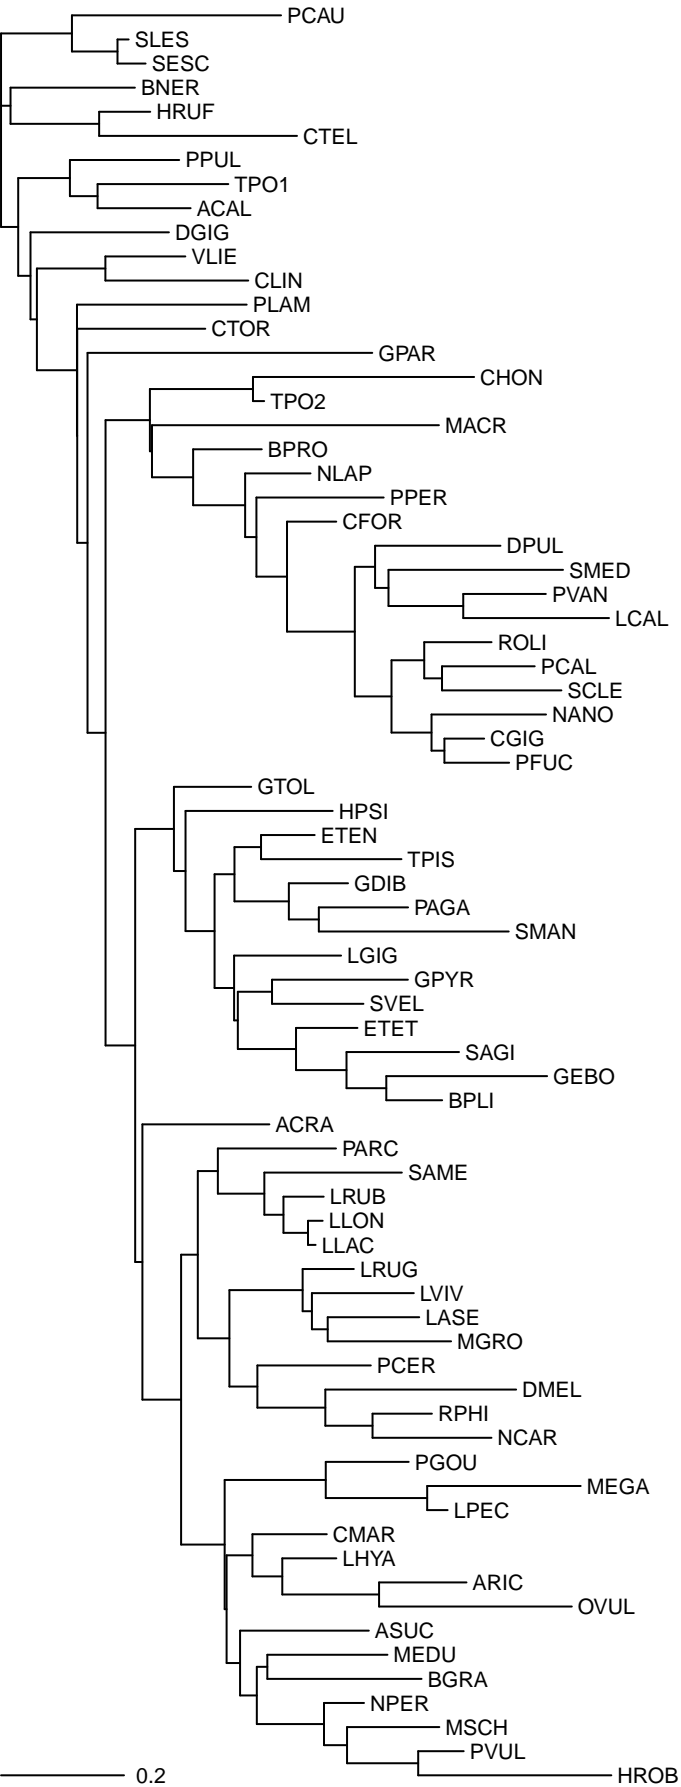 PCAU
SLES
SESC
BNER
HRUF
CTEL
PPUL
TPO1
ACAL
DGIG
VLIE
CLIN
PLAM
CTOR
GPAR
CHON
TPO2
MACR
BPRO
NLAP
PPER
CFOR
DPUL
SMED
PVAN
LCAL
ROLI
PCAL
SCLE
NANO
CGIG
PFUC
GTOL
HPSI
ETEN
TPIS
GDIB
PAGA
SMAN
LGIG
GPYR
SVEL
ETET
SAGI
GEBO
BPLI
ACRA
PARC
SAME
LRUB
LLON
LLAC
LRUG
LVIV
LASE
MGRO
PCER
DMEL
RPHI
NCAR
PGOU
MEGA
LPEC
CMAR
LHYA
ARIC
OVUL
ASUC
MEDU
BGRA
NPER
MSCH
PVUL
0.2 HROB